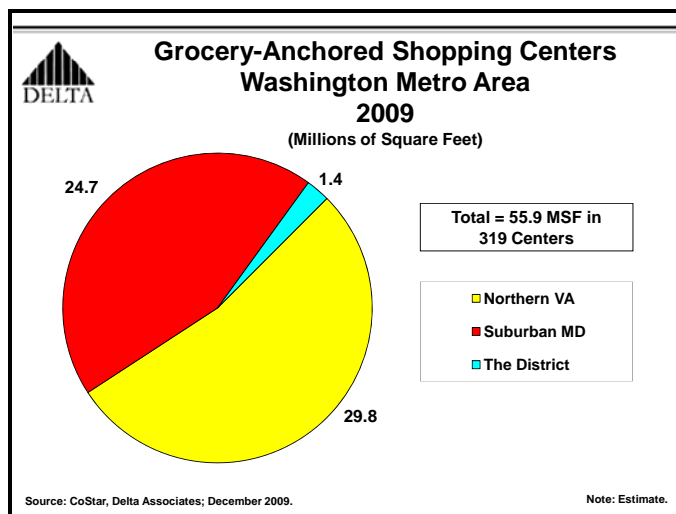 DELTA
Grocery-Anchored Shopping Centers
Washington Metro Area
2009
(Millions of Square Feet)
24.7
1.4
29.8
Total = 55.9 MSF in
319 Centers
Northern VA
Suburban MD
The District
Source: CoStar, Delta Associates; December 2009.
Note: Estimate.